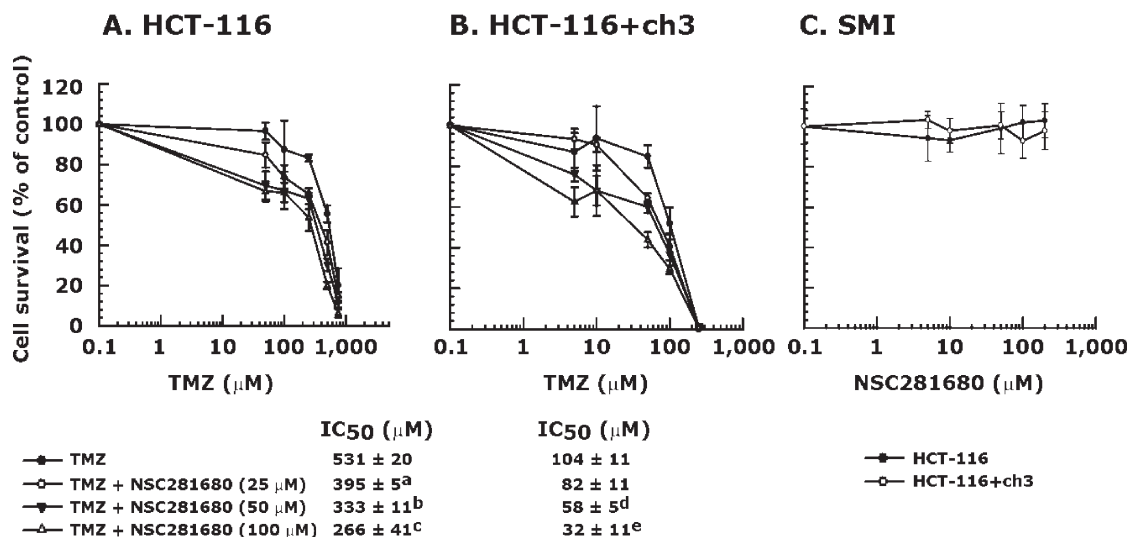 A. HCT-116
B. HCT-116+ch3
C. SMI
Cell survival (% of control)
120
100
80
60
40
20
0
0.1 1 10 100 1,000
TMZ (μM)
0.1 1 10 100 1,000
TMZ (μM)
0.1 1 10 100 1,000
NSC281680 (μM)
IC50 (μM) IC50 (μM)
TMZ 531 ± 20 104 ± 11
TMZ + NSC281680 (25 μM) 395 ± 5a 82 ± 11
TMZ + NSC281680 (50 μM) 333 ± 11b 58 ± 5d
TMZ + NSC281680 (100 μM) 266 ± 41c 32 ± 11e
HCT-116
HCT-116+ch3